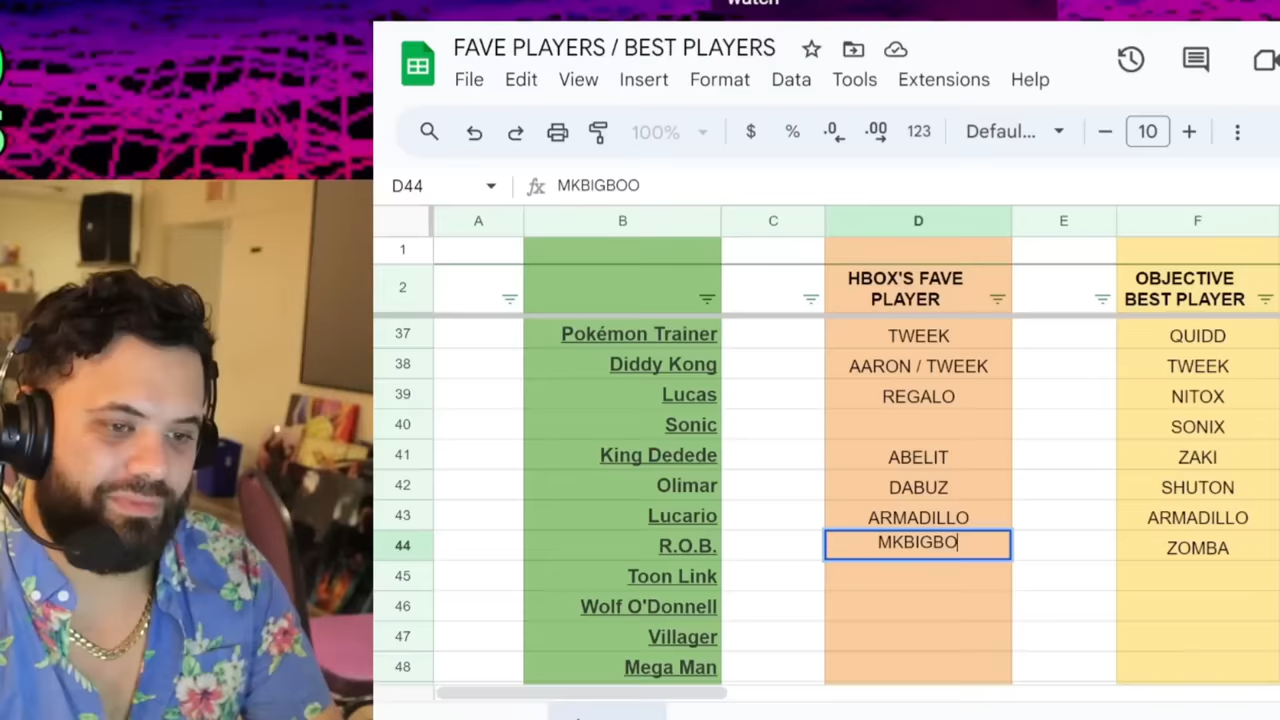 watch
FAVE PLAYERS / BEST PLAYERS
File Edit View Insert Format Data Tools Extensions Help
100% $ % .0 .00 123 Defaul... 10
D44 fx MKBIGBOO
A B C D E F
1
2 HBOX'S FAVE PLAYER OBJECTIVE BEST PLAYER
37 Pokémon Trainer TWEEK QUIDD
38 Diddy Kong AARON / TWEEK TWEEK
39 Lucas REGALO NITOX
40 Sonic SONIX
41 King Dedede ABELIT ZAKI
42 Olimar DABUZ SHUTON
43 Lucario ARMADILLO ARMADILLO
44 R.O.B. MKBIGBO ZOMBA
45 Toon Link
46 Wolf O'Donnell
47 Villager
48 Mega Man